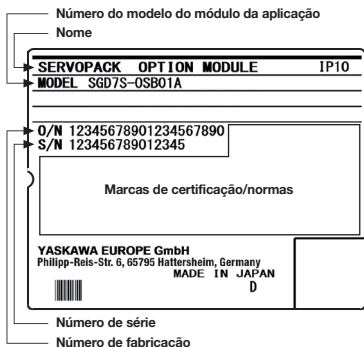 Número do modelo do módulo da aplicação
Nome
SERVOPACK OPTION MODULE IP10
MODEL SGD7S-OSB01A
O/N 12345678901234567890
S/N 123456789012345
Marcas de certificação/normas
YASKAWA EUROPE GmbH
Philipp-Reis-Str. 6, 65795 Hattersheim, Germany
MADE IN JAPAN
D
Número de série
Número de fabricação